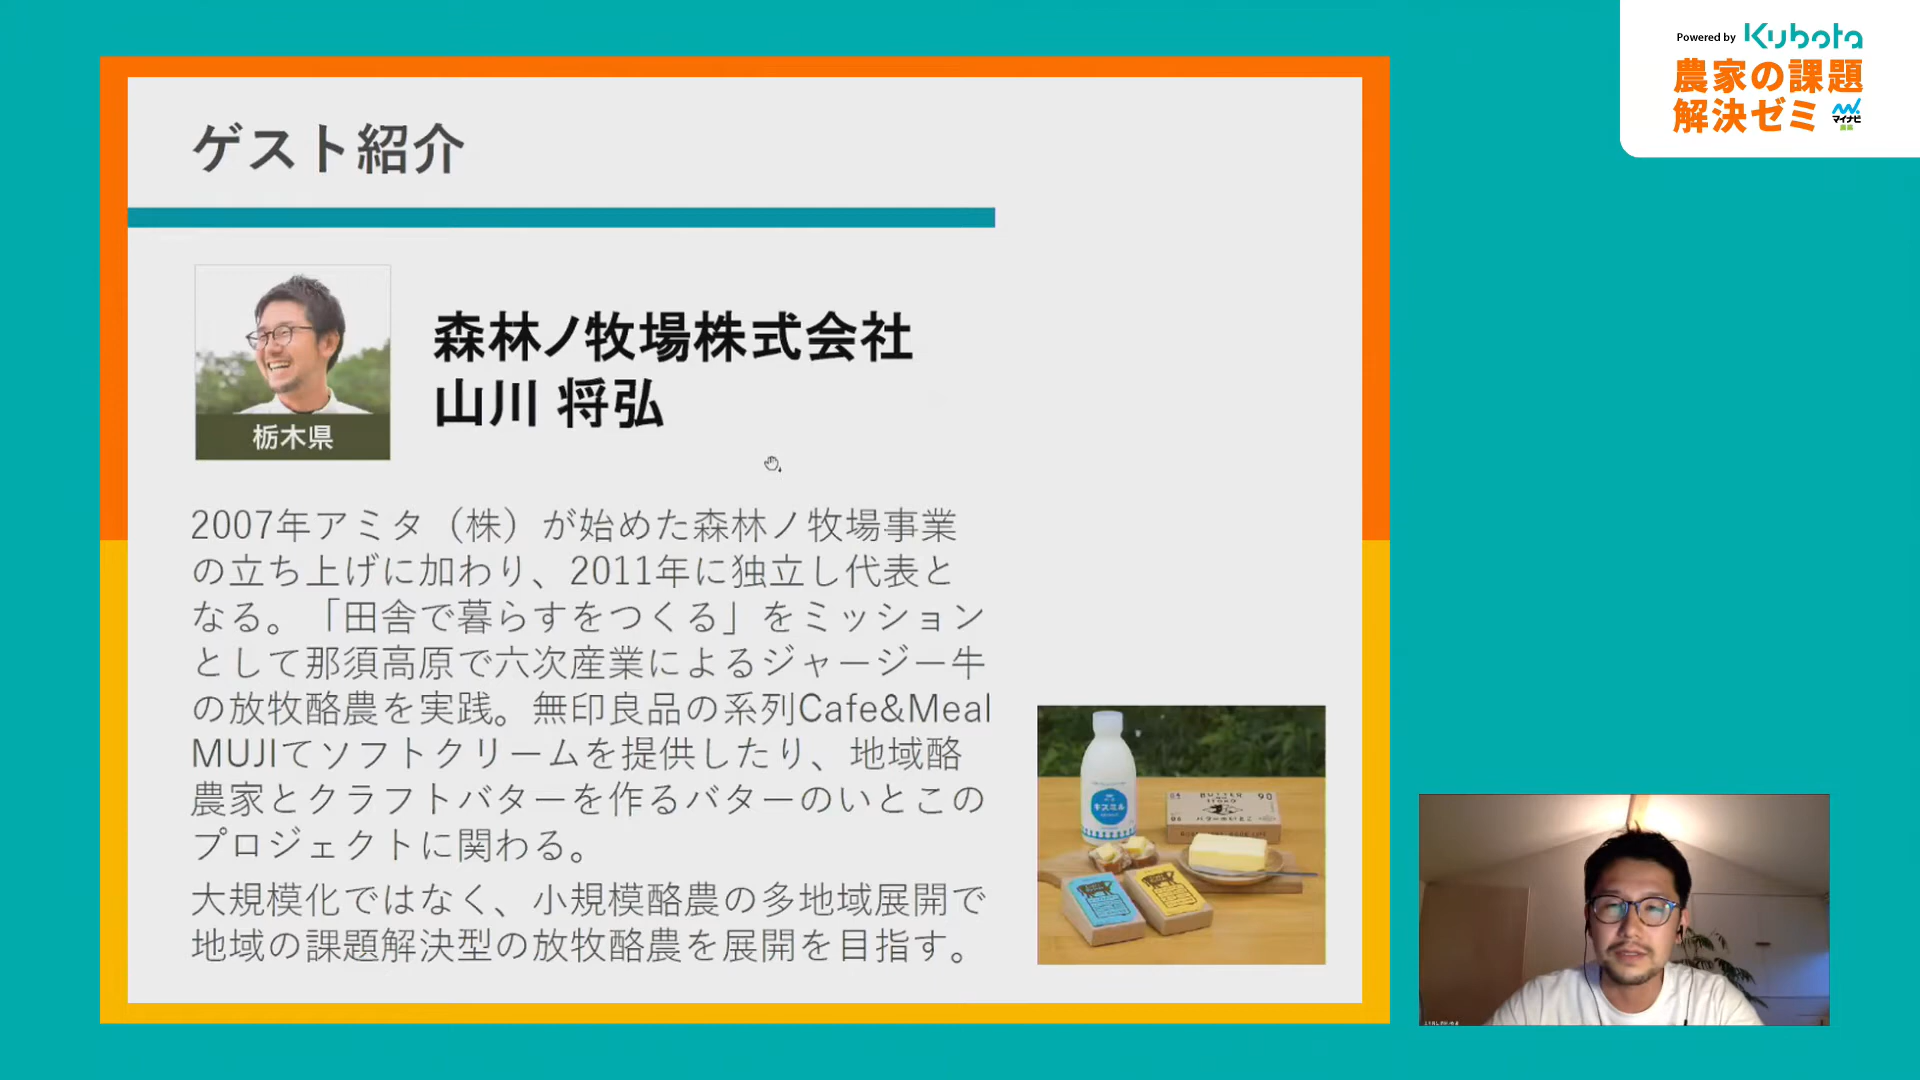 Powered by Kubota
農家の課題
解決ゼミ
マイナビ
農業
ゲスト紹介
森林ノ牧場株式会社
山川 将弘
栃木県
2007年アミタ（株）が始めた森林ノ牧場事業
の立ち上げに加わり、2011年に独立し代表と
なる。「田舎で暮らすをつくる」をミッション
として那須高原で六次産業によるジャージー牛
の放牧酪農を実践。無印良品の系列Cafe&Meal
MUJIてソフトクリームを提供したり、地域酪
農家とクラフトバターを作るバターのいとこの
プロジェクトに関わる。
大規模化ではなく、小規模酪農の多地域展開で
地域の課題解決型の放牧酪農を展開を目指す。
キスミル
BUTTER
バターのいとこ